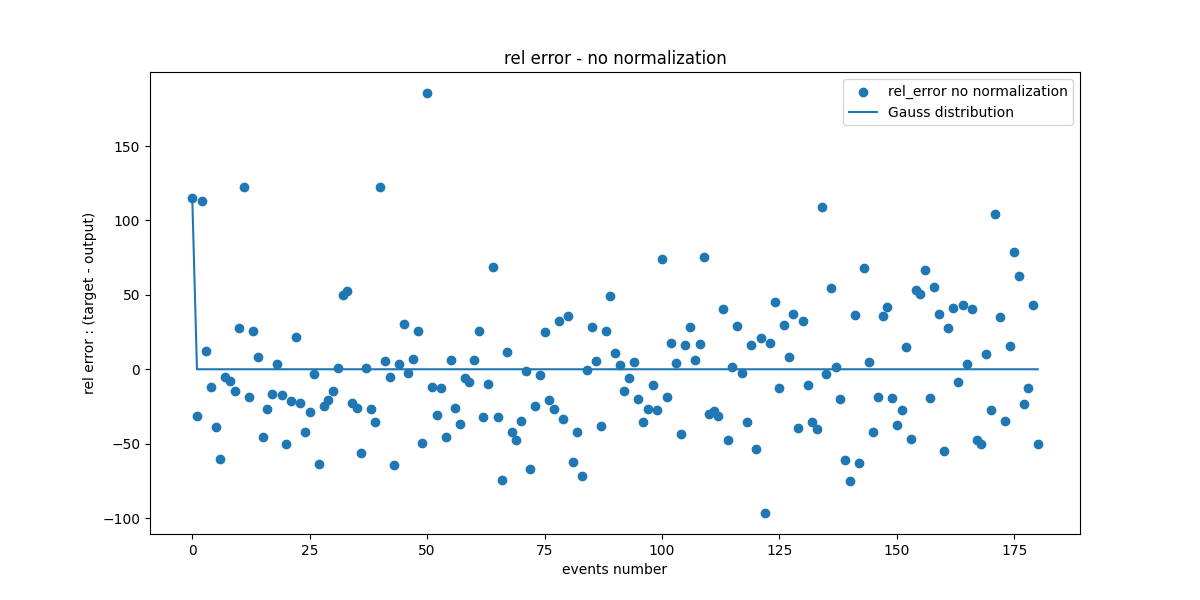 rel error - no normalization
rel_error no normalization
Gauss distribution
rel error : (target - output)
150
100
50
0
−50
−100
0 25 50 75 100 125 150 175
events number